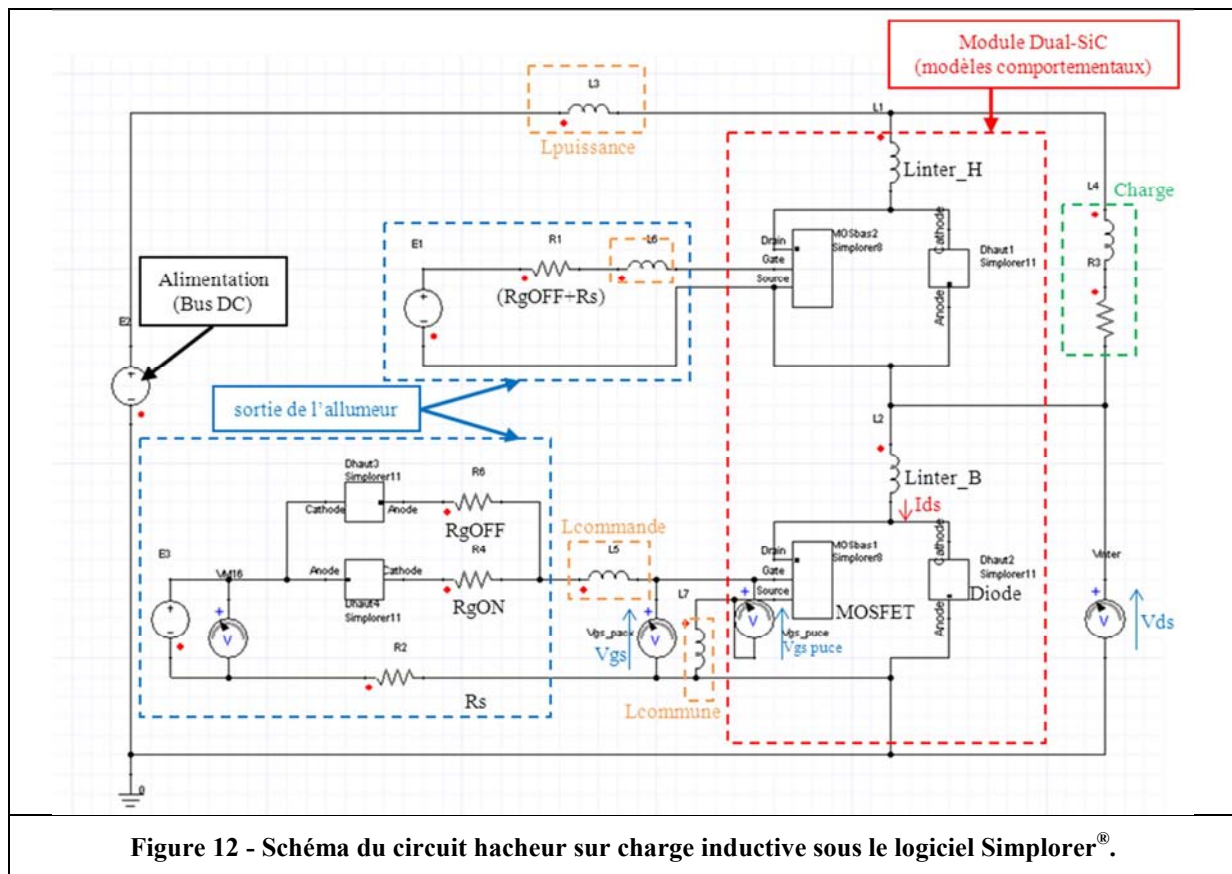 Module Dual-SiC
(modèles comportementaux)
L3
Lpuissance
L1
Linter_H
L4
Charge
R3
Drain
Gate
Source
MOSbas2
Simplorer8
Cathode
Anode
Dhaut1
Simplorer11
E1
R1
L6
(RgOFF+Rs)
Alimentation
(Bus DC)
E2
sortie de l'allumeur
L2
Linter_B
Ids
Dhaut3
Simplorer11
Cathode
Anode
R6
RgOFF
R4
RgON
Lcommande
L5
E3
VM16
Anode
Cathode
Dhaut4
Simplorer11
R2
Rs
L7
Lcommune
Drain
Gate
Source
MOSbas1
Simplorer8
MOSFET
Cathode
Anode
Dhaut2
Simplorer11
Diode
V
V
Vgs
V
Vgs_puce
Vgs puce
V
Vds
0
Figure 12 - Schéma du circuit hacheur sur charge inductive sous le logiciel Simplorer®.